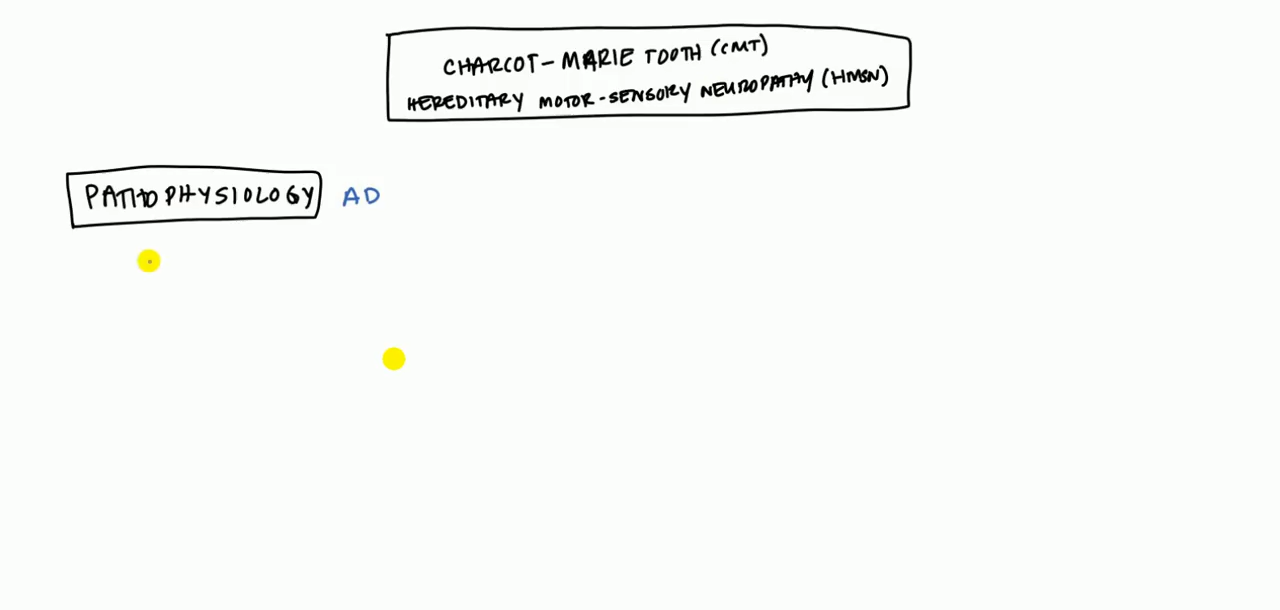 CHARCOT-MARIE TOOTH (CMT)
HEREDITARY MOTOR-SENSORY NEUROPATHY (HMSN)
PATHOPHYSIOLOGY AD